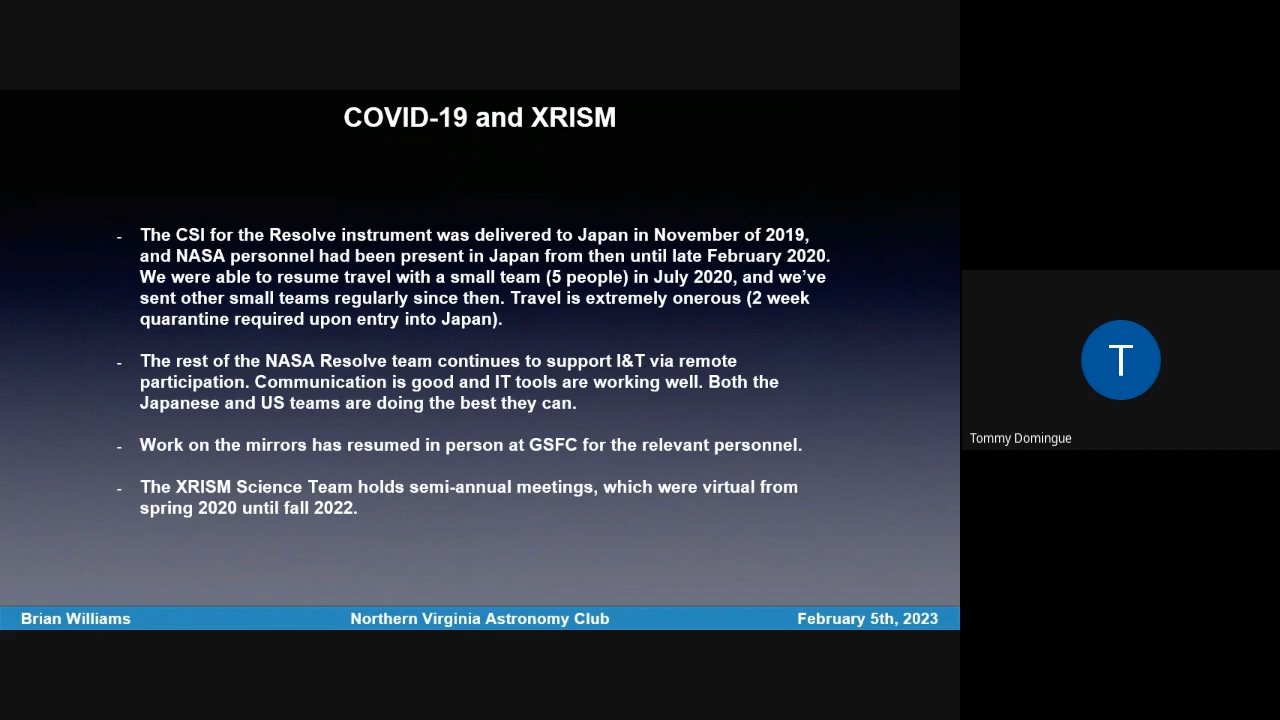 COVID-19 and XRISM
- The CSI for the Resolve instrument was delivered to Japan in November of 2019,
and NASA personnel had been present in Japan from then until late February 2020.
We were able to resume travel with a small team (5 people) in July 2020, and we’ve
sent other small teams regularly since then. Travel is extremely onerous (2 week
quarantine required upon entry into Japan).
- The rest of the NASA Resolve team continues to support I&T via remote
participation. Communication is good and IT tools are working well. Both the
Japanese and US teams are doing the best they can.
- Work on the mirrors has resumed in person at GSFC for the relevant personnel.
- The XRISM Science Team holds semi-annual meetings, which were virtual from
spring 2020 until fall 2022.
Brian Williams
Northern Virginia Astronomy Club
February 5th, 2023
T
Tommy Domingue